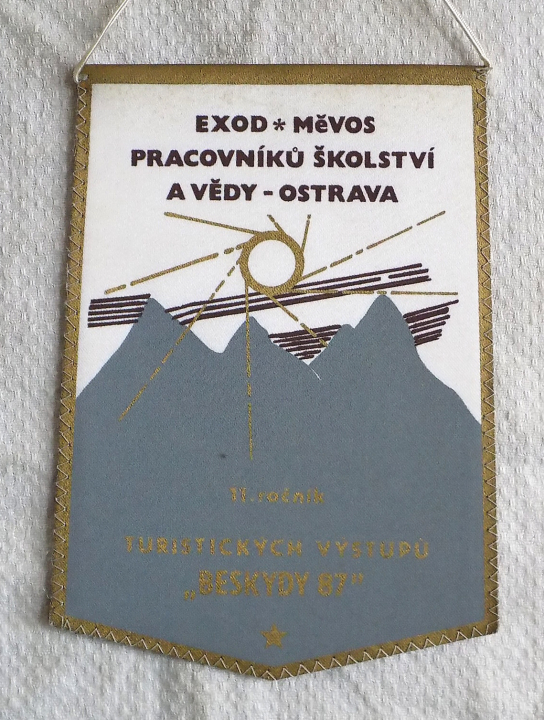 EXOD * MěVOS
PRACOVNÍKŮ ŠKOLSTVÍ
A VĚDY - OSTRAVA
11. ročník
TURISTICKÝCH VÝSTUPŮ
„BESKYDY 87"